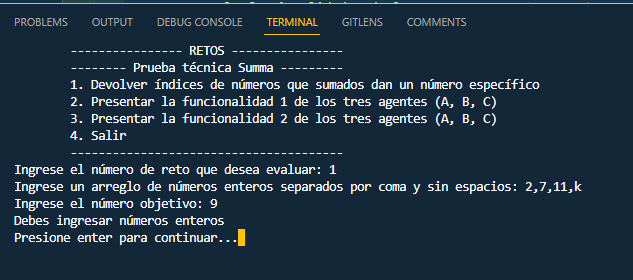 PROBLEMS OUTPUT DEBUG CONSOLE TERMINAL GITLENS COMMENTS
---------------- RETOS ----------------
-------- Prueba técnica Summa ---------
1. Devolver índices de números que sumados dan un número específico
2. Presentar la funcionalidad 1 de los tres agentes (A, B, C)
3. Presentar la funcionalidad 2 de los tres agentes (A, B, C)
4. Salir
---------------------------------------
Ingrese el número de reto que desea evaluar: 1
Ingrese un arreglo de números enteros separados por coma y sin espacios: 2,7,11,k
Ingrese el número objetivo: 9
Debes ingresar números enteros
Presione enter para continuar...